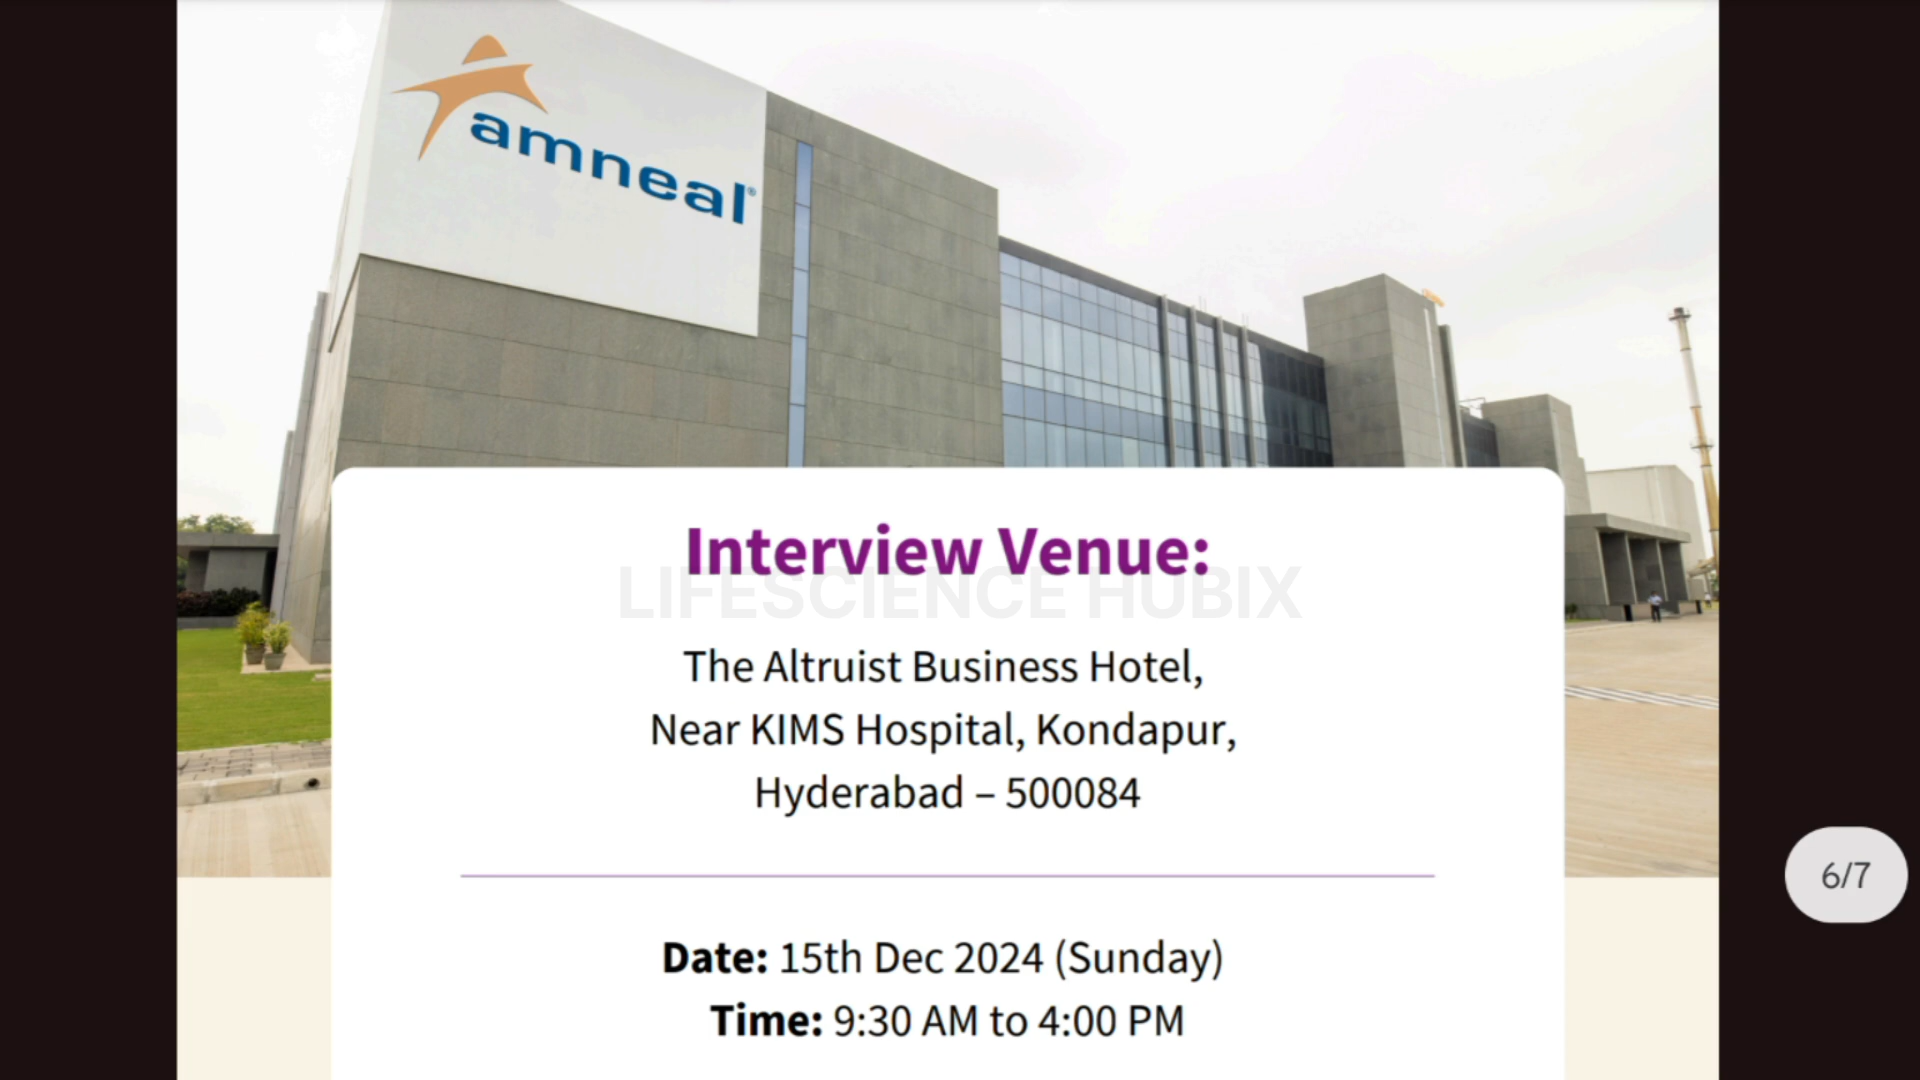 amneal®
Interview Venue:
LIFESCIENCE HUBIX
The Altruist Business Hotel,
Near KIMS Hospital, Kondapur,
Hyderabad – 500084
6/7
Date: 15th Dec 2024 (Sunday)
Time: 9:30 AM to 4:00 PM